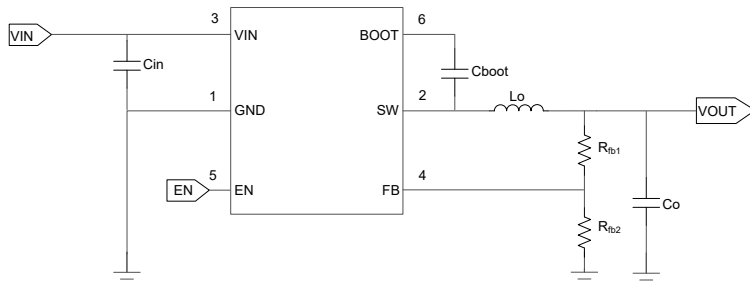 3
6
VIN
VIN
BOOT
Cin
Cboot
1
2
Lo
GND
SW
VOUT
Rfb1
5
4
EN
EN
FB
Co
Rfb2